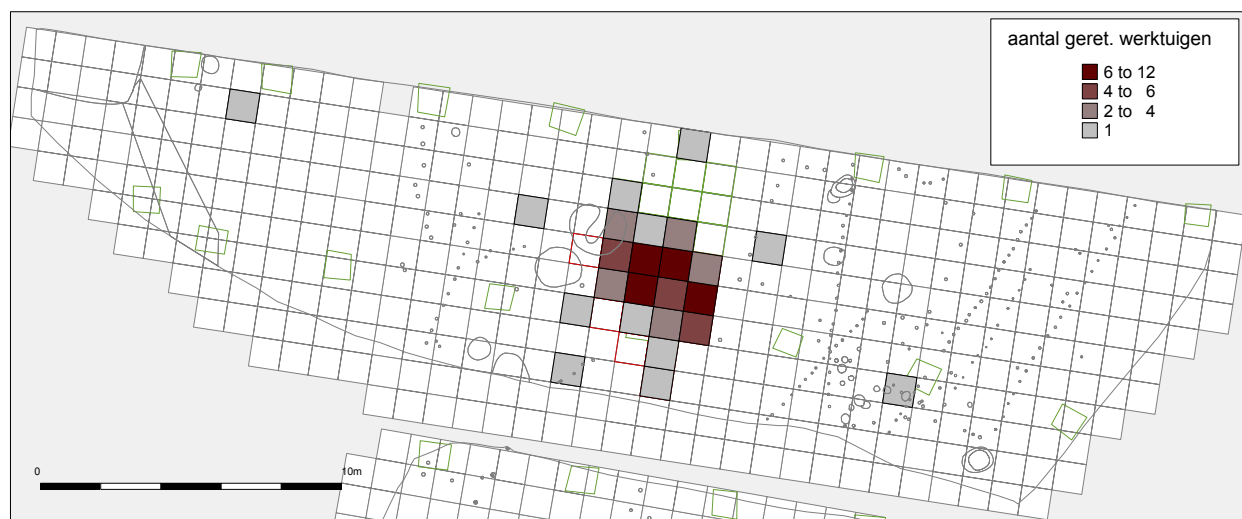 aantal geret. werktuigen
6 to 12
4 to 6
2 to 4
1
0 10m